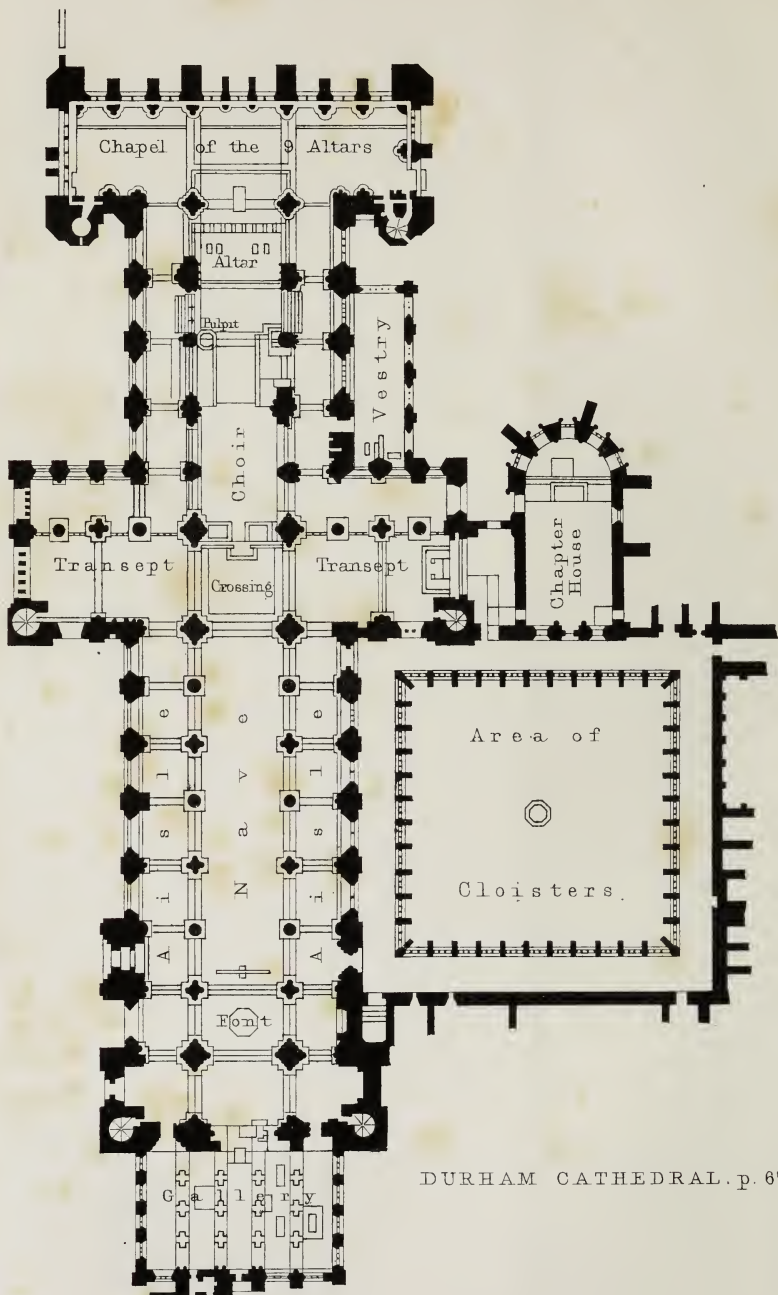 Chapel of the 9 Altars
Altar
Pulpit
Vestry
Choir
Transept
Transept
Crossing
Chapter
House
Aisle
Nave
Aisle
Area of
Cloisters.
Font
Gallery
DURHAM CATHEDRAL. p.